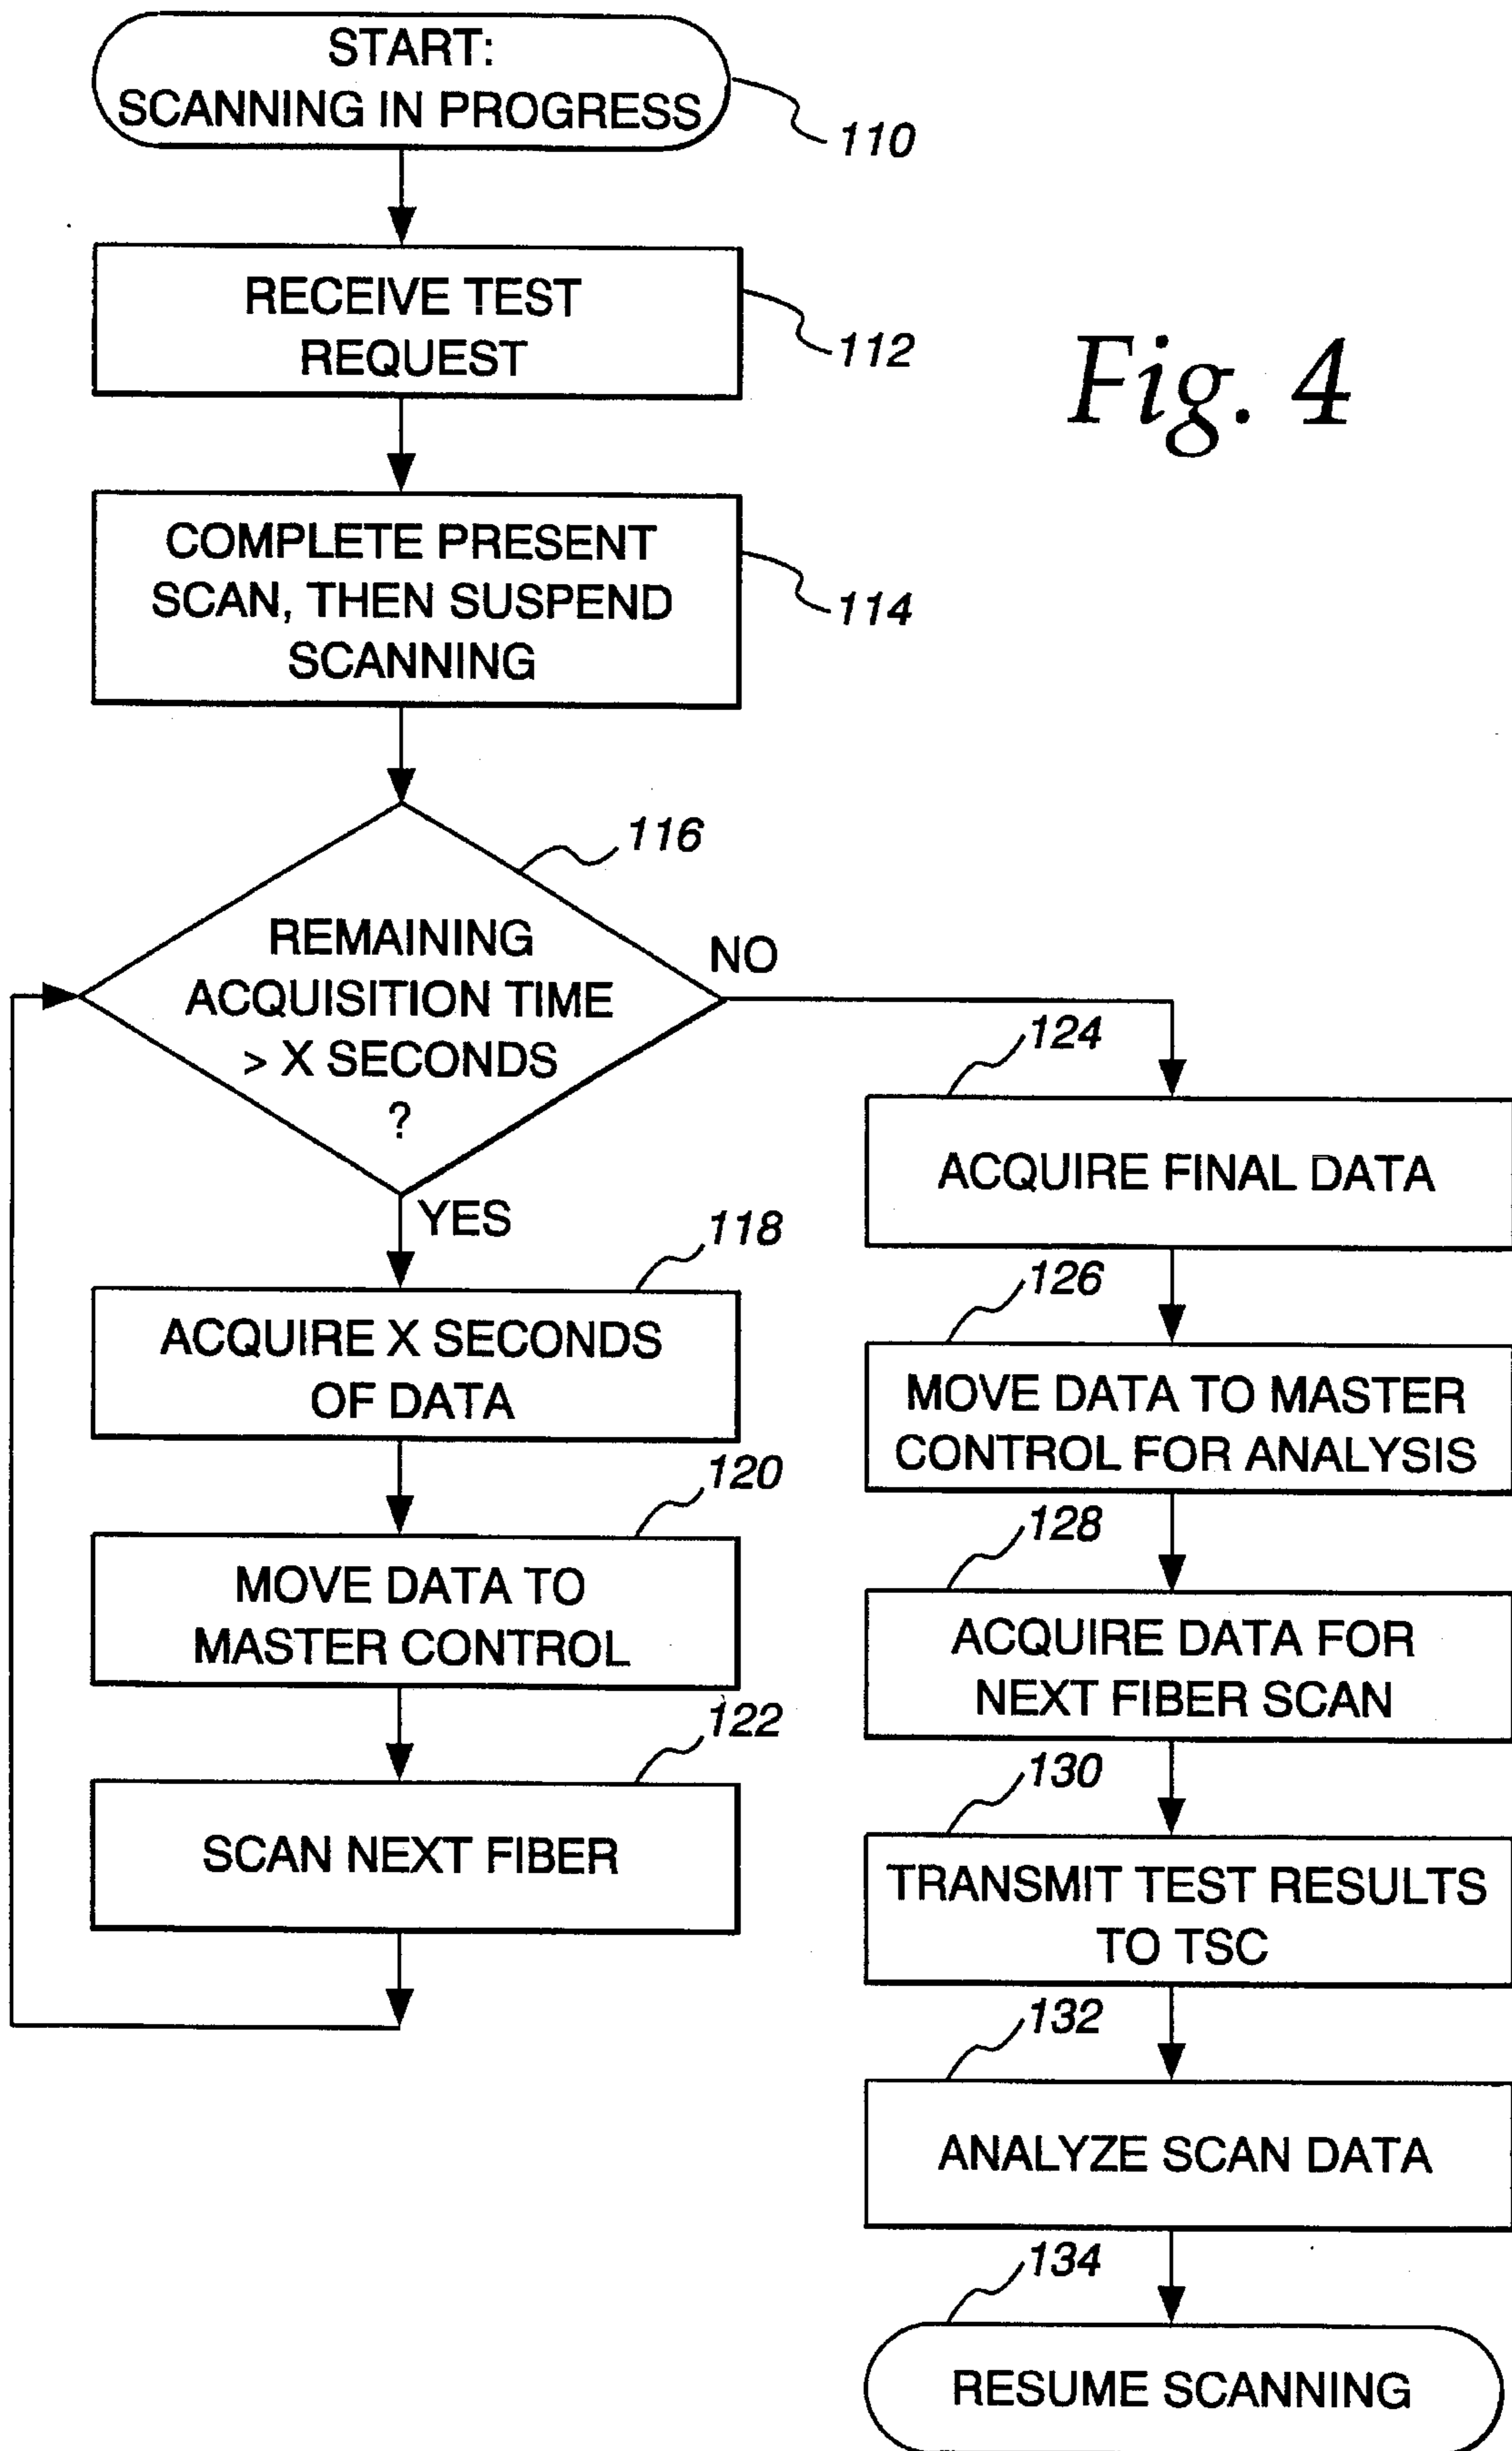 START:
SCANNING IN PROGRESS
110
RECEIVE TEST
REQUEST
112
Fig. 4
COMPLETE PRESENT
SCAN, THEN SUSPEND
SCANNING
114
116
REMAINING
ACQUISITION TIME
> X SECONDS
?
NO
YES
118
ACQUIRE X SECONDS
OF DATA
120
MOVE DATA TO
MASTER CONTROL
122
SCAN NEXT FIBER
124
ACQUIRE FINAL DATA
126
MOVE DATA TO MASTER
CONTROL FOR ANALYSIS
128
ACQUIRE DATA FOR
NEXT FIBER SCAN
130
TRANSMIT TEST RESULTS
TO TSC
132
ANALYZE SCAN DATA
134
RESUME SCANNING